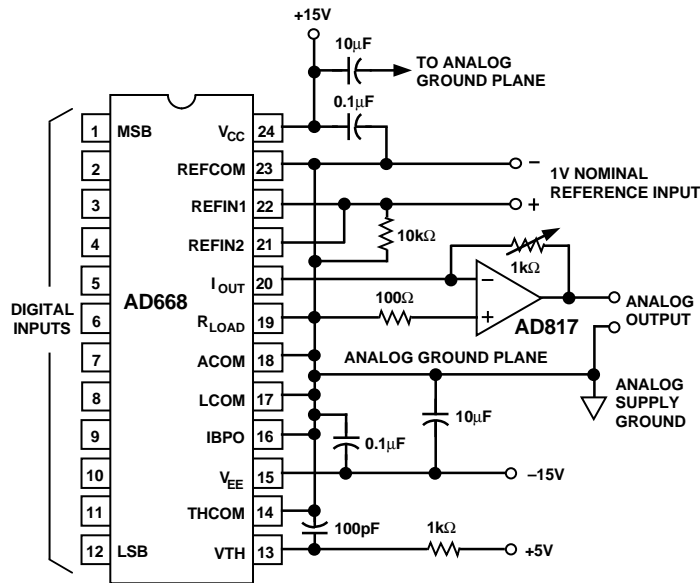 +15V
10µF
TO ANALOG
GROUND PLANE
0.1µF
1 MSB
2
3
4
5
6
7
8
9
10
11
12 LSB
DIGITAL
INPUTS
AD668
VCC 24
REFCOM 23
REFIN1 22
REFIN2 21
IOUT 20
RLOAD 19
ACOM 18
LCOM 17
IBPO 16
VEE 15
THCOM 14
VTH 13
–
1V NOMINAL
REFERENCE INPUT
+
10kΩ
1kΩ
100Ω
–
+
AD817
ANALOG
OUTPUT
ANALOG GROUND PLANE
ANALOG
SUPPLY
GROUND
10µF
0.1µF
–15V
100pF
1kΩ
+5V